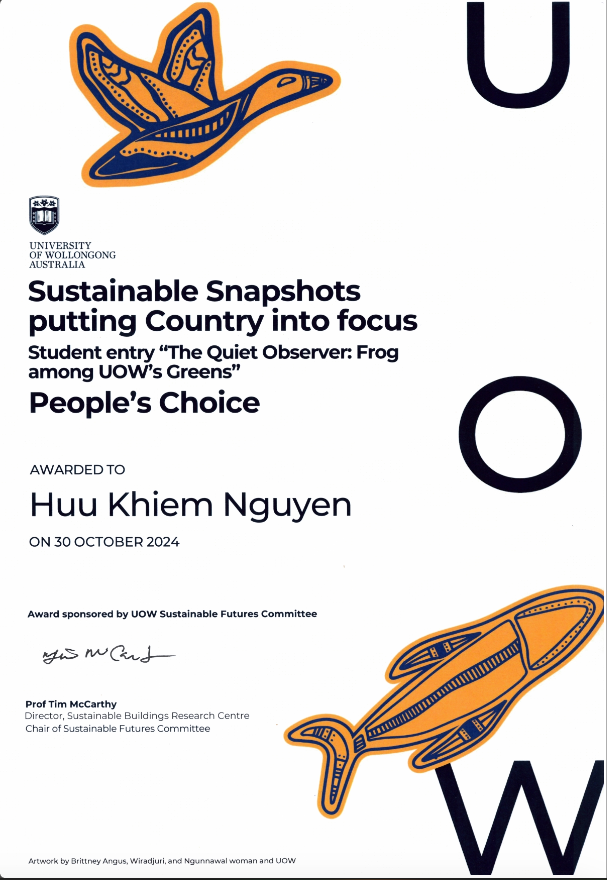 U
UNIVERSITY
OF WOLLONGONG
AUSTRALIA
Sustainable Snapshots
putting Country into focus
Student entry “The Quiet Observer: Frog
among UOW’s Greens”
People’s Choice
O
AWARDED TO
Huu Khiem Nguyen
ON 30 OCTOBER 2024
Award sponsored by UOW Sustainable Futures Committee
Prof Tim McCarthy
Director, Sustainable Buildings Research Centre
Chair of Sustainable Futures Committee
W
Artwork by Brittney Angus, Wiradjuri, and Ngunnawal woman and UOW